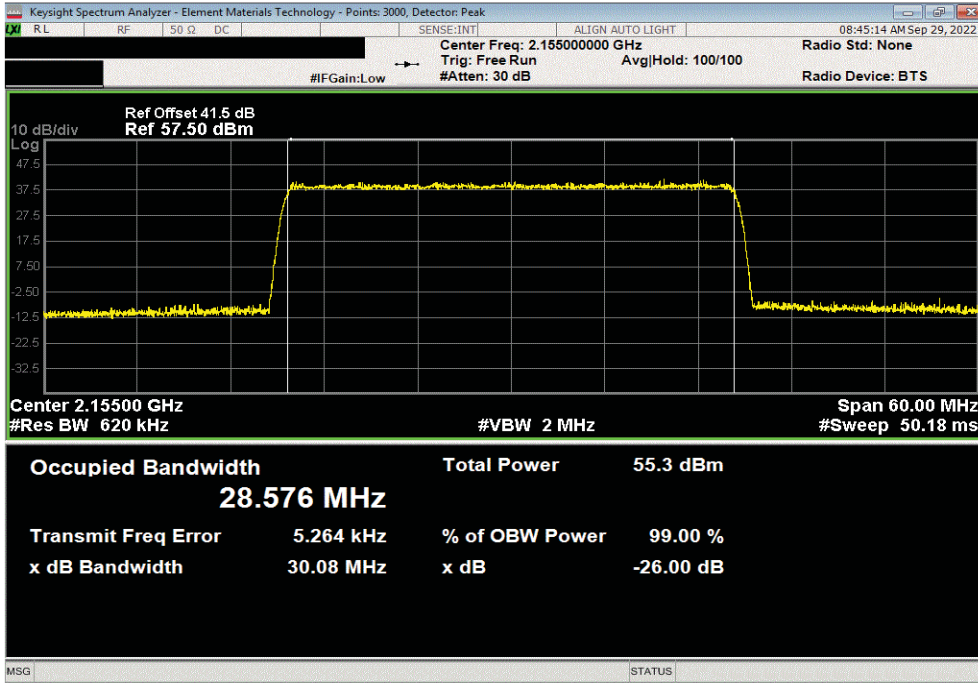 Keysight Spectrum Analyzer - Element Materials Technology - Points: 3000, Detector: Peak
LXI RL RF 50 Ω DC SENSE:INT ALIGN AUTO LIGHT 08:45:14 AM Sep 29, 2022
Center Freq: 2.155000000 GHz Radio Std: None
Trig: Free Run Avg|Hold: 100/100
#IFGain:Low #Atten: 30 dB Radio Device: BTS
Ref Offset 41.5 dB
10 dB/div Ref 57.50 dBm
Log
47.5
37.5
27.5
17.5
7.50
-2.50
-12.5
-22.5
-32.5
Center 2.15500 GHz Span 60.00 MHz
#Res BW 620 kHz #VBW 2 MHz #Sweep 50.18 ms
Occupied Bandwidth Total Power 55.3 dBm
28.576 MHz
Transmit Freq Error 5.264 kHz % of OBW Power 99.00 %
x dB Bandwidth 30.08 MHz x dB -26.00 dB
MSG STATUS